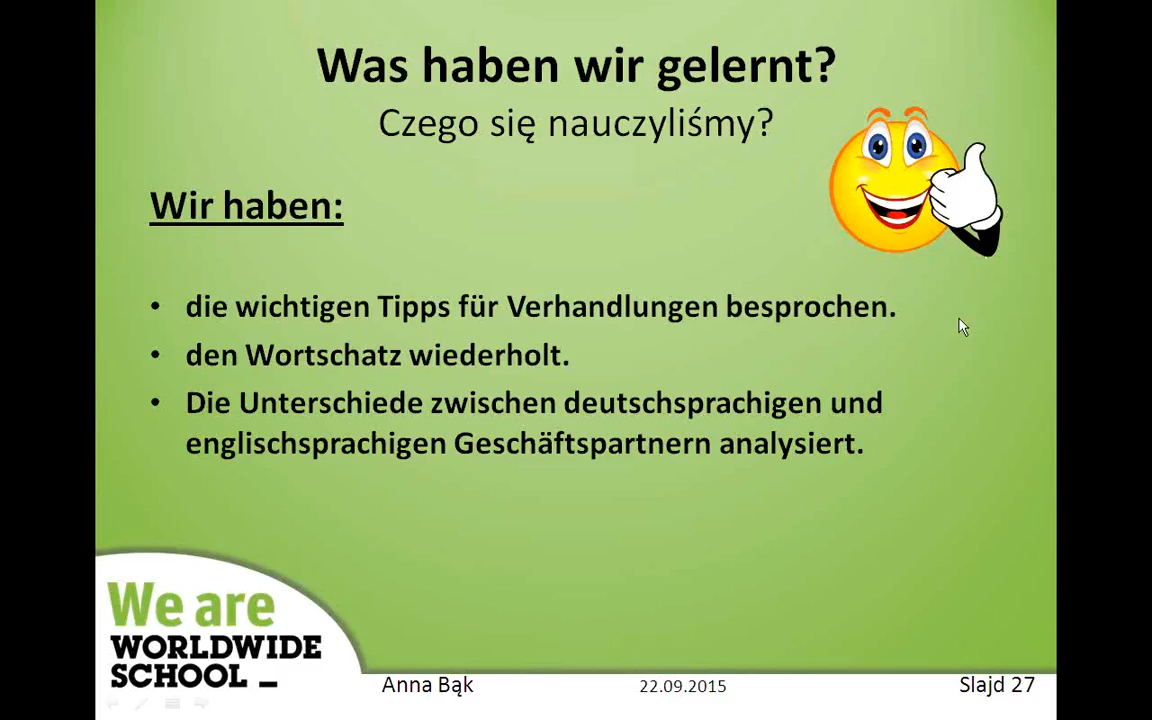 Was haben wir gelernt?
Czego się nauczyliśmy?
Wir haben:
• die wichtigen Tipps für Verhandlungen besprochen.
• den Wortschatz wiederholt.
• Die Unterschiede zwischen deutschsprachigen und
englischsprachigen Geschäftspartnern analysiert.
We are
WORLDWIDE
SCHOOL _
Anna Bąk
22.09.2015
Slajd 27